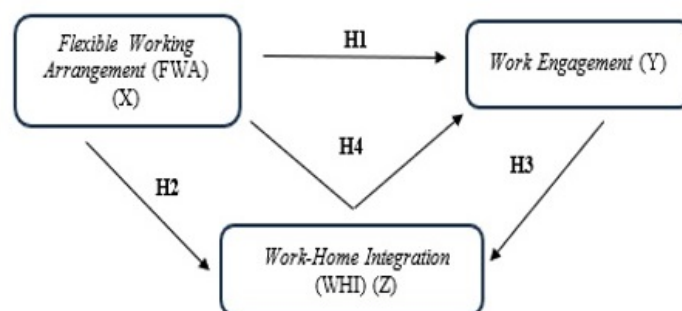 Flexible Working
Arrangement (FWA)
(X)
H1
Work Engagement (Y)
H4
H2
H3
Work-Home Integration
(WHI) (Z)